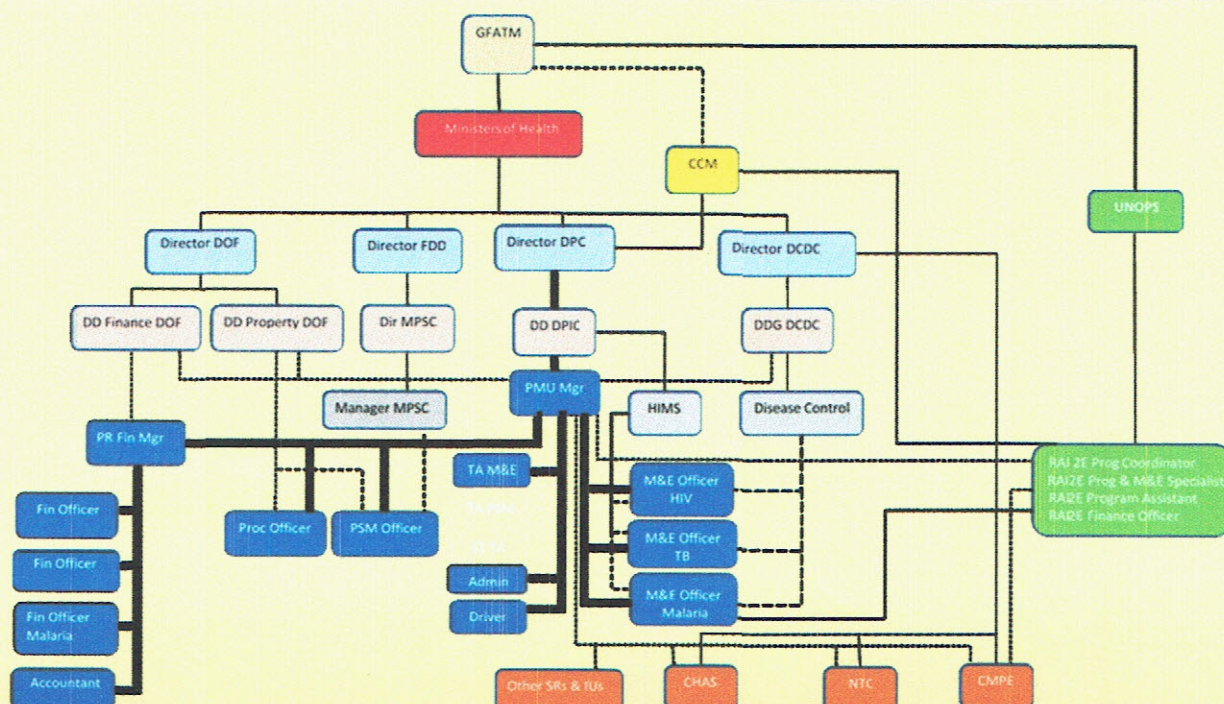 GFATM
Ministers of Health
CCM
UNOPS
Director DOF
Director FDD
Director DPC
Director DCDC
DD Finance DOF
DD Property DOF
Dir MPSC
DD DPIC
DDG DCDC
PMU Mgr
Manager MPSC
HIMS
Disease Control
PR Fin Mgr
TA M&E
M&E Officer
HIV
RAI 2E Prog Coordinator
RAI2E Prog & M&E Specialist
RAI2E Program Assistant
RAI2E Finance Officer
Fin Officer
Proc Officer
PSM Officer
TA PSM
M&E Officer
TB
Fin Officer
Admin
M&E Officer
Malaria
Fin Officer
Malaria
Driver
Accountant
Other SRs & IUs
CHAS
NTC
CMPE